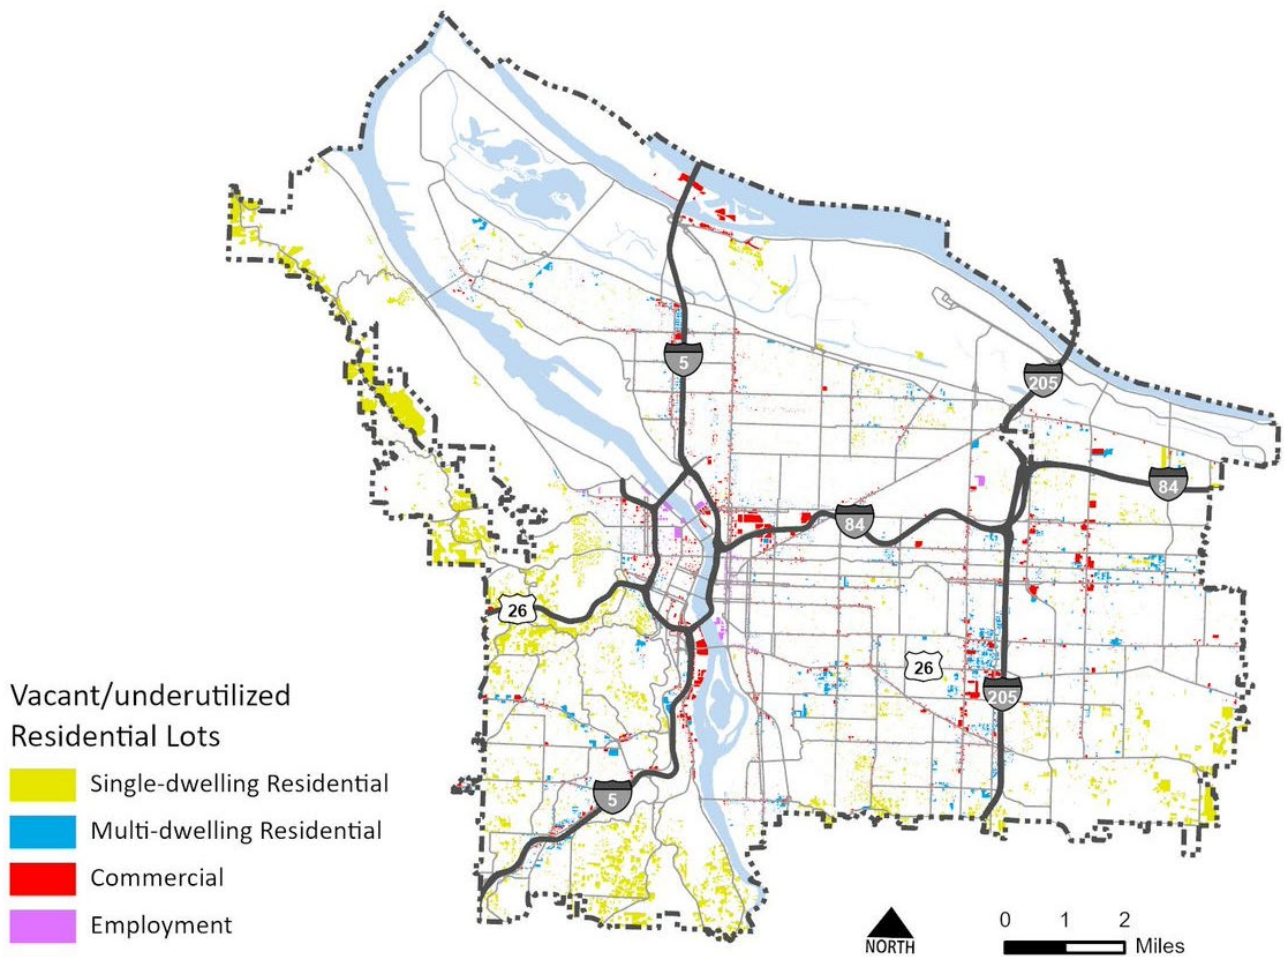 5
205
84
84
26
26
205
5
Vacant/underutilized
Residential Lots
Single-dwelling Residential
Multi-dwelling Residential
Commercial
Employment
NORTH
0 1 2
Miles